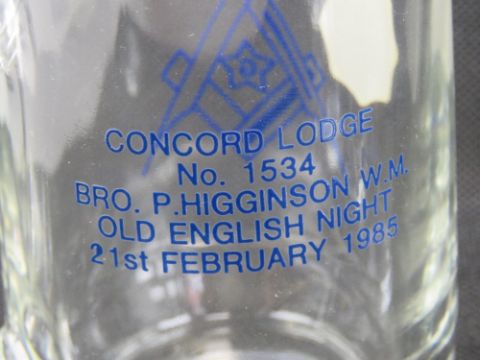 CONCORD LODGE
No. 1534
BRO. P.HIGGINSON W.M.
OLD ENGLISH NIGHT
21st FEBRUARY 1985